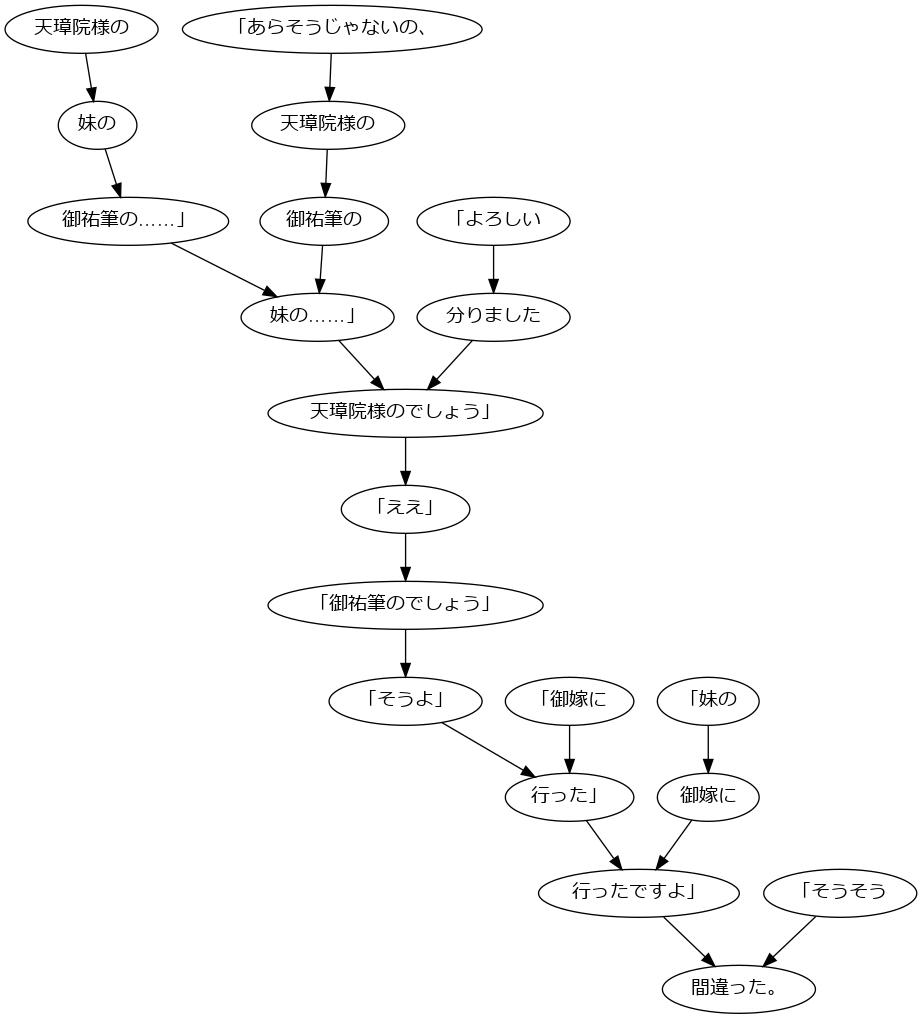 天璋院様の
「あらそうじゃないの、
妹の
天璋院様の
御祐筆の……」
御祐筆の
「よろしい
妹の……」
分りました
天璋院様のでしょう」
「ええ」
「御祐筆のでしょう」
「そうよ」
「御嫁に
「妹の
行った」
御嫁に
行ったですよ」
「そうそう
間違った。